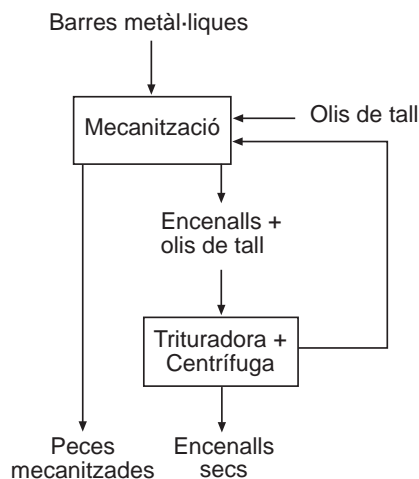 Barres metàl·liques
Mecanització
Olis de tall
Encenalls +
olis de tall
Trituradora +
Centrífuga
Peces
mecanitzades
Encenalls
secs